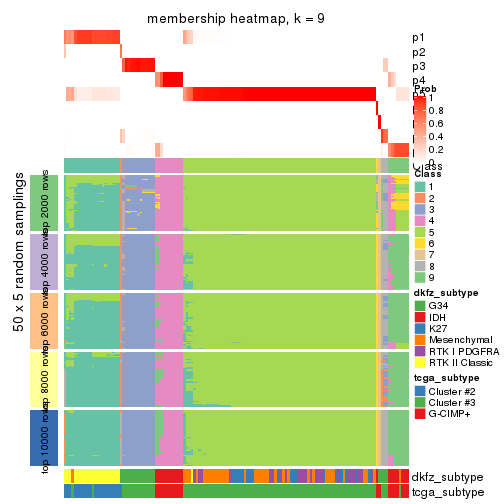 membership heatmap, k = 9
p1
p2
p3
p4
Prob
1
0.8
0.6
0.4
0.2
0
Class
Class
1
2
3
4
5
6
7
8
9
50 x 5 random samplings
top 2000 rows
top 4000 rows
top 6000 rows
top 8000 rows
top 10000 rows
dkfz_subtype
G34
IDH
K27
Mesenchymal
RTK I PDGFRA
RTK II Classic
tcga_subtype
Cluster #2
Cluster #3
G-CIMP+
dkfz_subtype
tcga_subtype